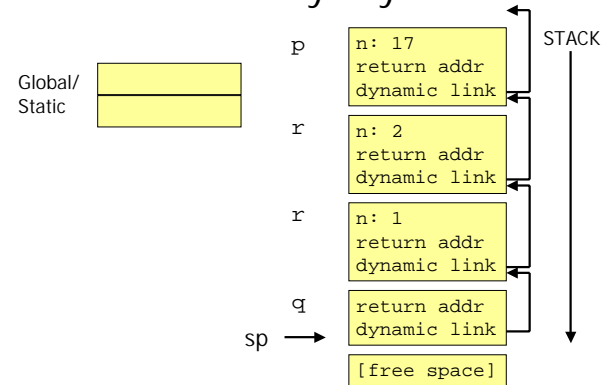 p
n: 17
return addr
dynamic link
STACK
Global/
Static
r
n: 2
return addr
dynamic link
r
n: 1
return addr
dynamic link
q
return addr
dynamic link
sp
[free space]